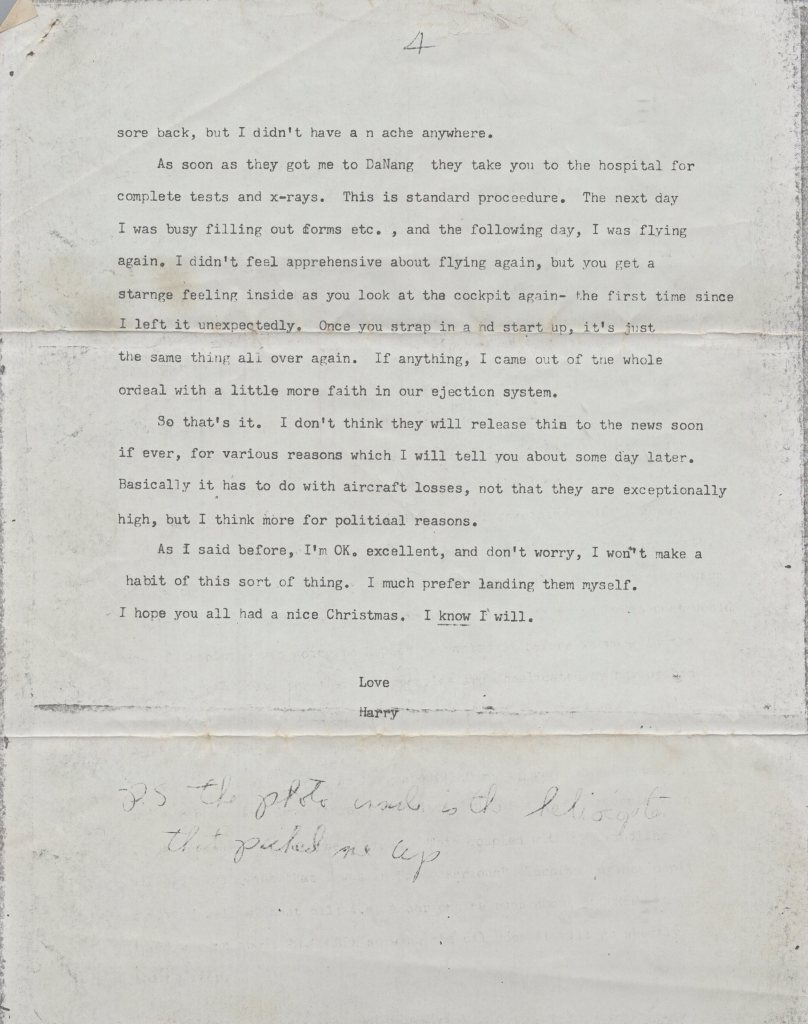 4
sore back, but I didn't have a n ache anywhere.
As soon as they got me to DaNang they take you to the hospital for
complete tests and x-rays. This is standard proceedure. The next day
I was busy filling out forms etc. , and the following day, I was flying
again. I didn't feel apprehensive about flying again, but you get a
starnge feeling inside as you look at the cockpit again- the first time since
I left it unexpectedly. Once you strap in a nd start up, it's just
the same thing all over again. If anything, I came out of the whole
ordeal with a little more faith in our ejection system.
So that's it. I don't think they will release this to the news soon
if ever, for various reasons which I will tell you about some day later.
Basically it has to do with aircraft losses, not that they are exceptionally
high, but I think more for political reasons.
As I said before, I'm OK. excellent, and don't worry, I won't make a
habit of this sort of thing. I much prefer landing them myself.
I hope you all had a nice Christmas. I know I will.
Love
Harry
PS the photo inside is the helicopter
that picked me up